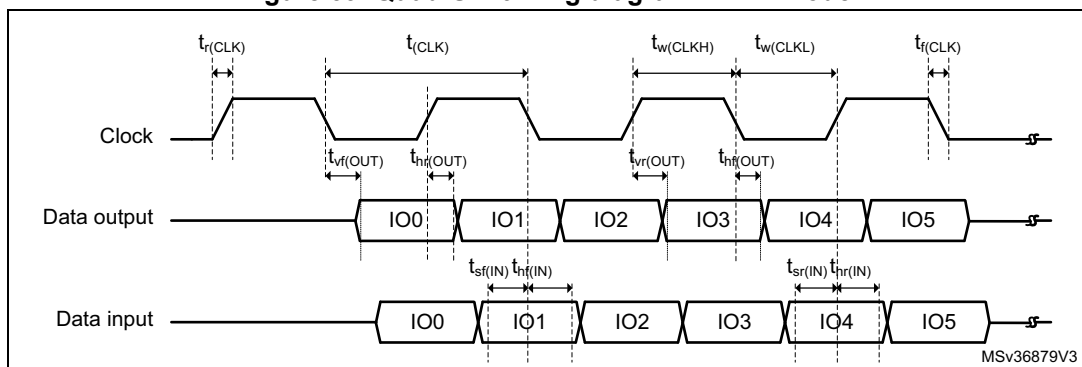 t_r(CLK) t_(CLK) t_w(CLKH) t_w(CLKL) t_f(CLK)
Clock
t_vf(OUT) t_hr(OUT) t_vr(OUT) t_hf(OUT)
Data output IO0 IO1 IO2 IO3 IO4 IO5
t_sf(IN) t_hf(IN) t_sr(IN) t_hr(IN)
Data input IO0 IO1 IO2 IO3 IO4 IO5
MSv36879V3